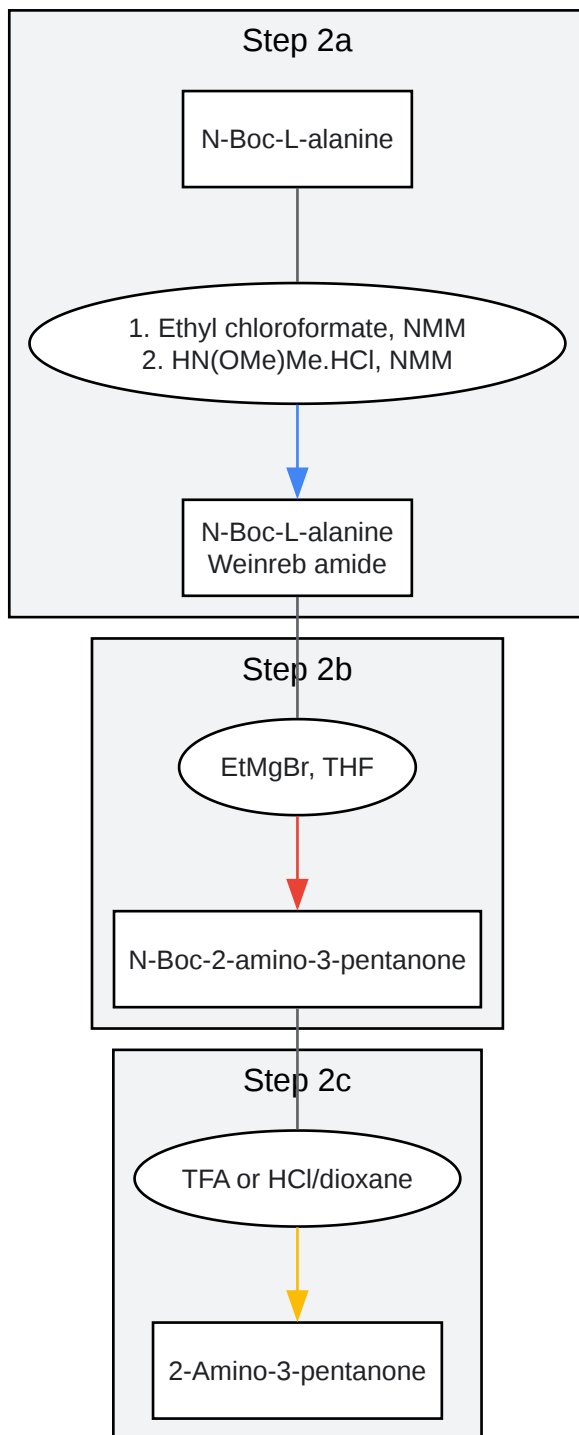 Step 2a
N-Boc-L-alanine
1. Ethyl chloroformate, NMM
2. HN(OMe)Me.HCl, NMM
N-Boc-L-alanine
Weinreb amide
Step 2b
EtMgBr, THF
N-Boc-2-amino-3-pentanone
Step 2c
TFA or HCl/dioxane
2-Amino-3-pentanone